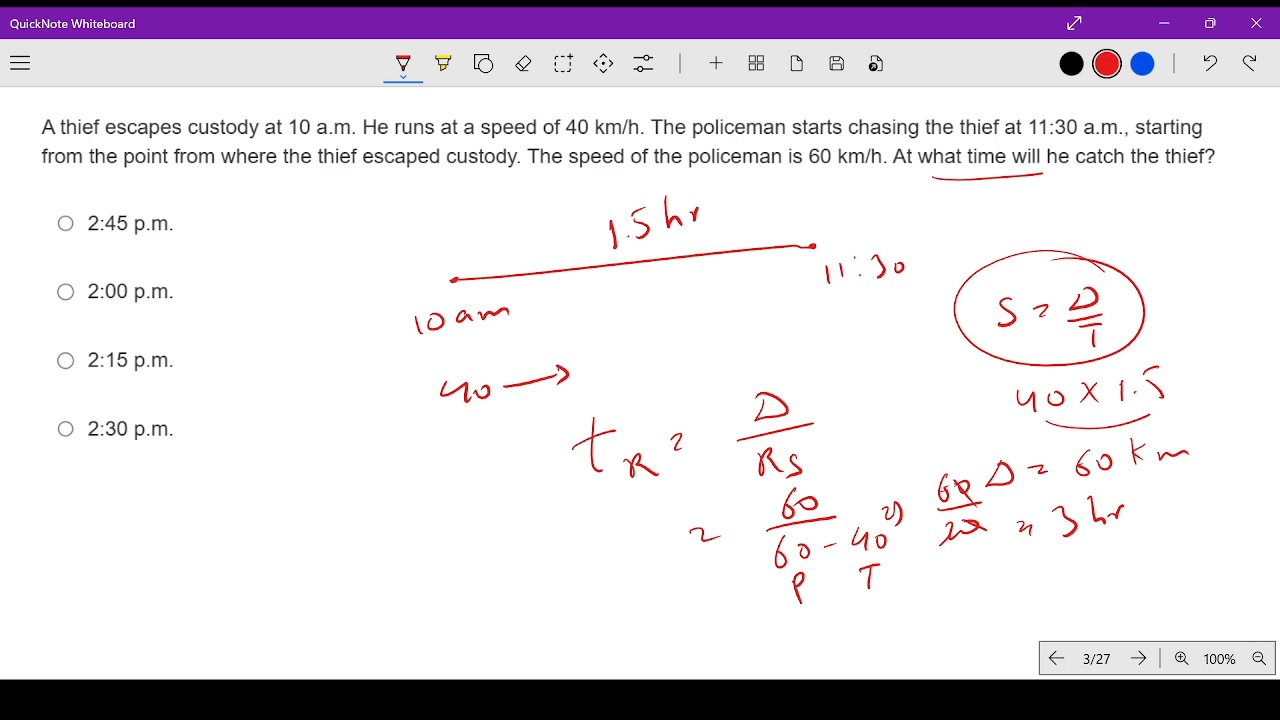 QuickNote Whiteboard
A thief escapes custody at 10 a.m. He runs at a speed of 40 km/h. The policeman starts chasing the thief at 11:30 a.m., starting
from the point from where the thief escaped custody. The speed of the policeman is 60 km/h. At what time will he catch the thief?
2:45 p.m.
2:00 p.m.
2:15 p.m.
2:30 p.m.
1.5 hr
10 am
11:30
S = D/T
40 →
40 × 1.5
D = 60 Km
tR = D/RS
= 60/(60 - 40) ⇒ 60/20 = 3 hr
P T
3/27
100%